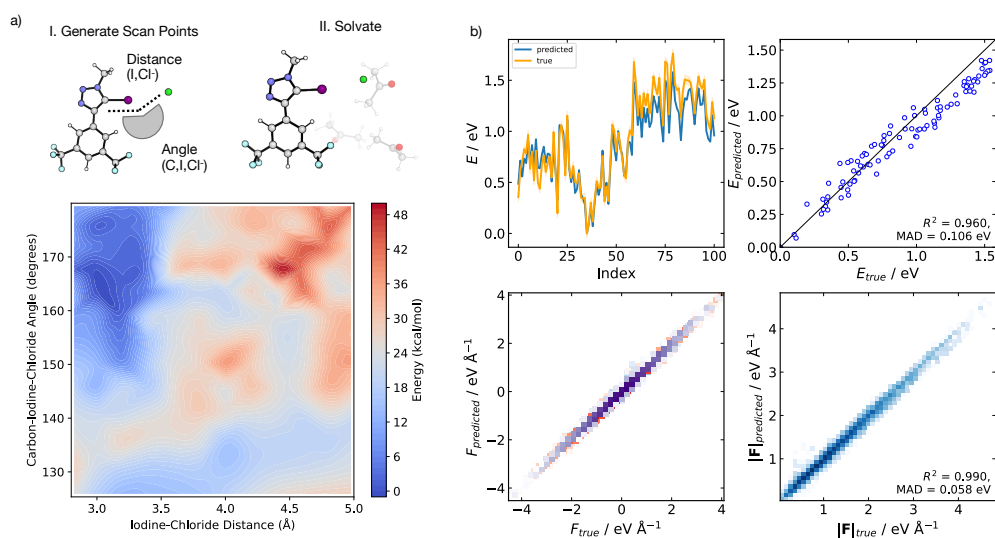 a)
I. Generate Scan Points
II. Solvate
Distance
(I,Cl-)
Angle
(C,I,Cl-)
Carbon-Iodine-Chloride Angle (degrees)
170
160
150
140
130
3.0
3.5
4.0
4.5
5.0
Iodine-Chloride Distance (Å)
48
42
36
30
24
18
12
6
0
Energy (kcal/mol)
b)
predicted
true
E / eV
1.5
1.0
0.5
0.0
0
25
50
75
100
Index
E_predicted / eV
1.50
1.25
1.00
0.75
0.50
0.25
0.00
R² = 0.960,
MAD = 0.106 eV
0.0
0.5
1.0
1.5
E_true / eV
F_predicted / eV Å⁻¹
4
2
0
−2
−4
−4
−2
0
2
4
F_true / eV Å⁻¹
|F|_predicted / eV Å⁻¹
4
3
2
1
R² = 0.990,
MAD = 0.058 eV
1
2
3
4
|F|_true / eV Å⁻¹